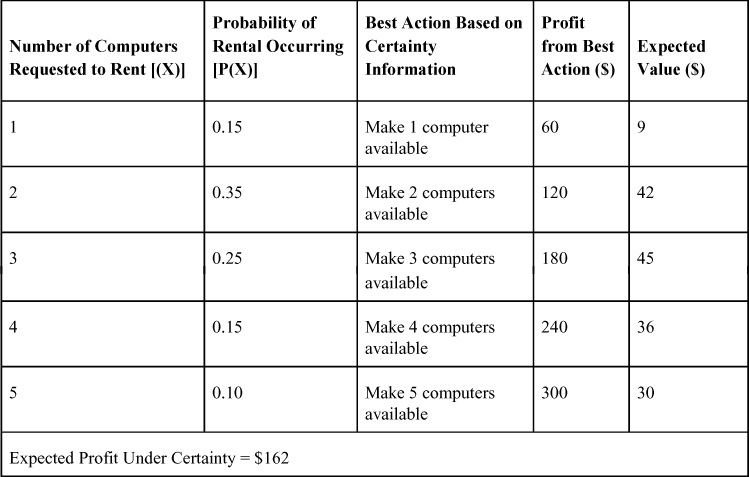 Number of Computers
Requested to Rent [(X)]
Probability of
Rental Occurring
[P(X)]
Best Action Based on
Certainty
Information
Profit
from Best
Action ($)
Expected
Value ($)
1
0.15
Make 1 computer
available
60
9
2
0.35
Make 2 computers
available
120
42
3
0.25
Make 3 computers
available
180
45
4
0.15
Make 4 computers
available
240
36
5
0.10
Make 5 computers
available
300
30
Expected Profit Under Certainty = $162